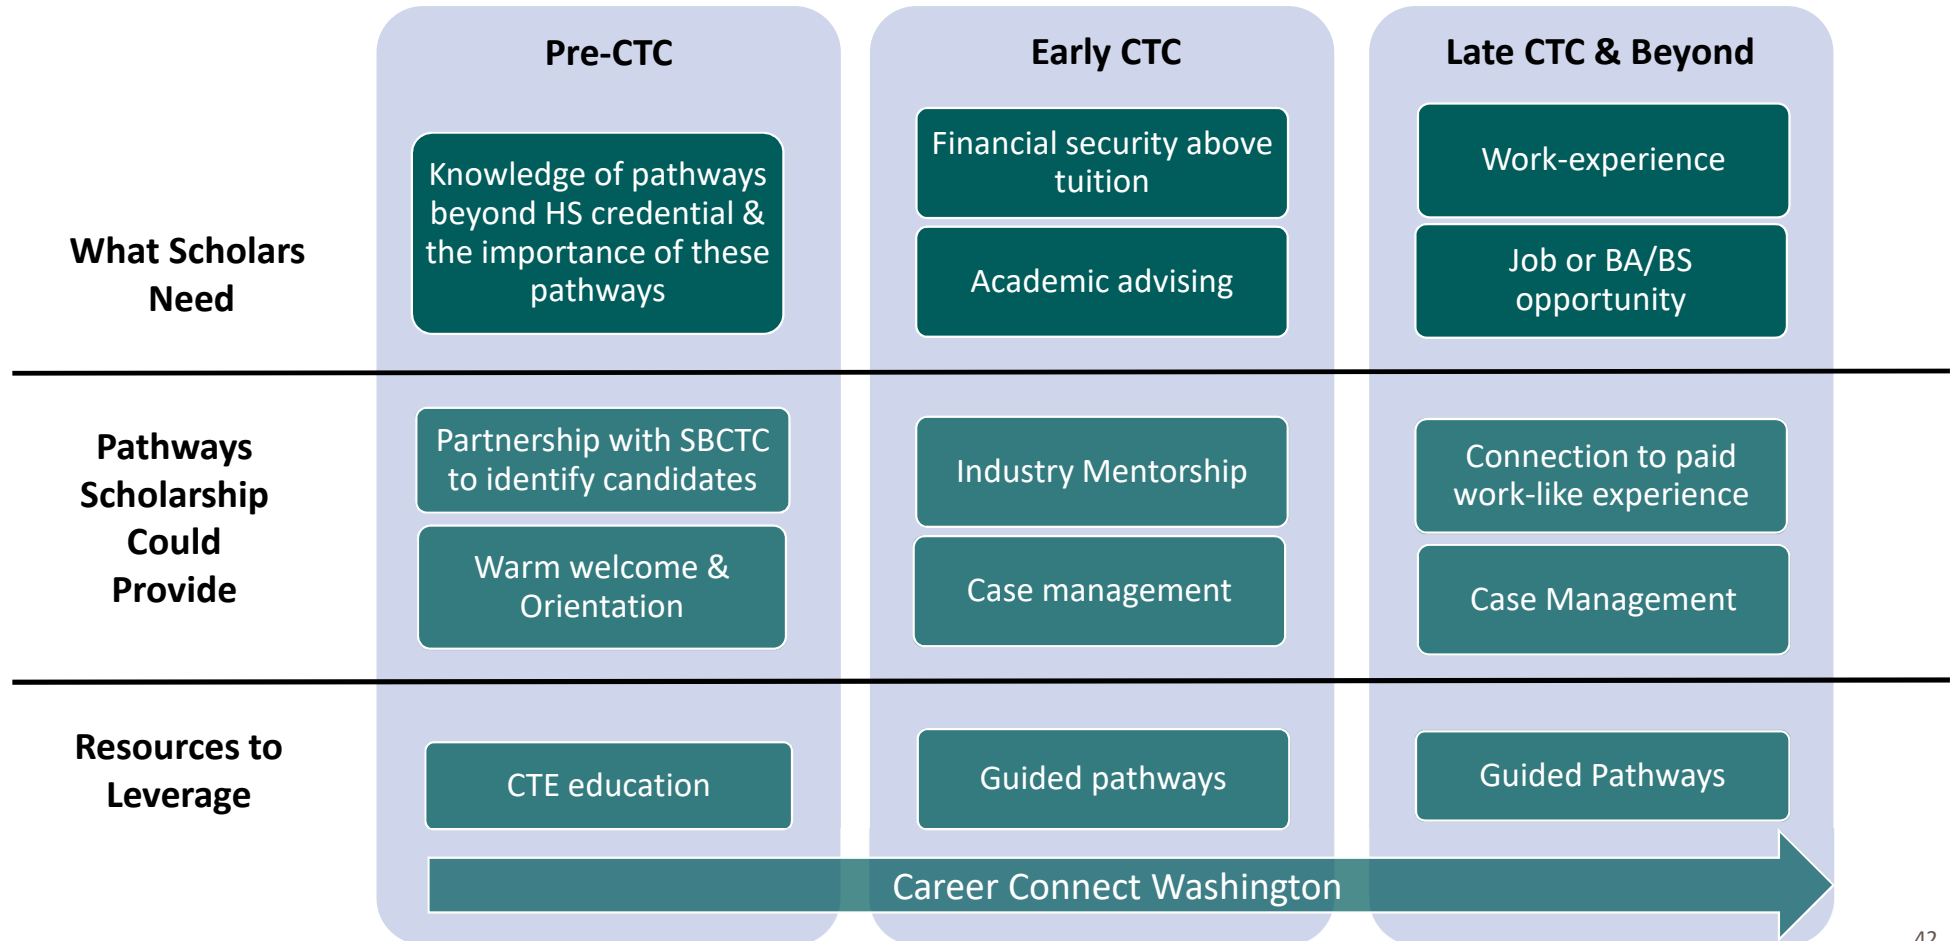 Pre-CTC
Early CTC
Late CTC & Beyond
What Scholars
Need
Knowledge of pathways
beyond HS credential &
the importance of these
pathways
Financial security above
tuition
Academic advising
Work-experience
Job or BA/BS
opportunity
Pathways
Scholarship
Could
Provide
Partnership with SBCTC
to identify candidates
Warm welcome &
Orientation
Industry Mentorship
Case management
Connection to paid
work-like experience
Case Management
Resources to
Leverage
CTE education
Guided pathways
Guided Pathways
Career Connect Washington
42